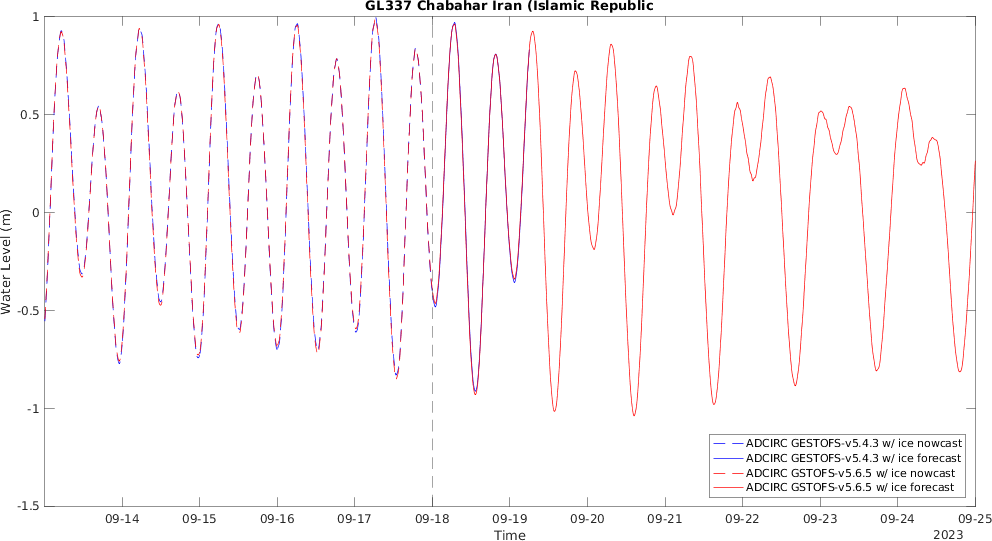 GL337 Chabahar Iran (Islamic Republic
1
0.5
0
-0.5
-1
-1.5
Water Level (m)
ADCIRC GESTOFS-v5.4.3 w/ ice nowcast
ADCIRC GESTOFS-v5.4.3 w/ ice forecast
ADCIRC GSTOFS-v5.6.5 w/ ice nowcast
ADCIRC GSTOFS-v5.6.5 w/ ice forecast
09-14 09-15 09-16 09-17 09-18 09-19 09-20 09-21 09-22 09-23 09-24 09-25
Time
2023